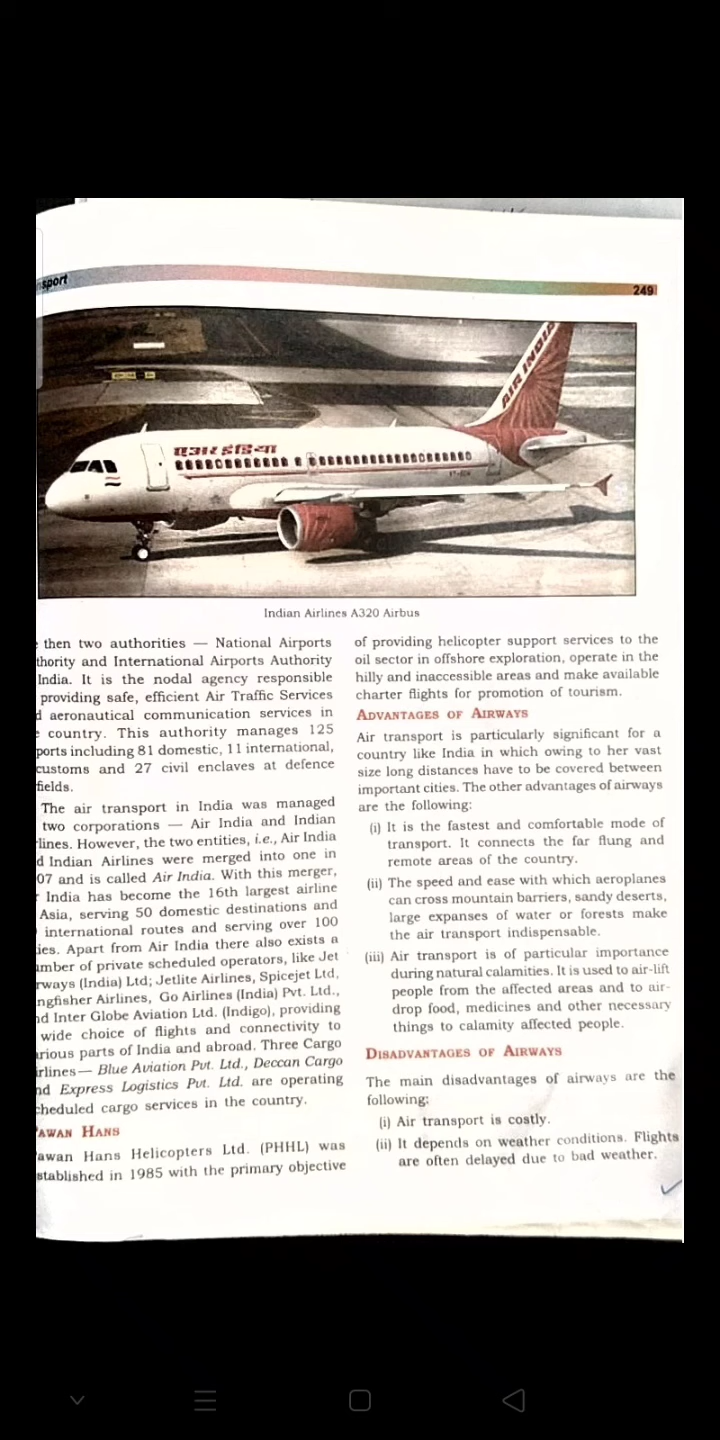 sport
249
AIR INDIA
एअर इंडिया
Indian Airlines A320 Airbus
then two authorities — National Airports
thority and International Airports Authority
India. It is the nodal agency responsible
providing safe, efficient Air Traffic Services
d aeronautical communication services in
country. This authority manages 125
ports including 81 domestic, 11 international,
customs and 27 civil enclaves at defence
fields.
The air transport in India was managed
two corporations — Air India and Indian
lines. However, the two entities, i.e., Air India
d Indian Airlines were merged into one in
07 and is called Air India. With this merger,
India has become the 16th largest airline
Asia, serving 50 domestic destinations and
international routes and serving over 100
ies. Apart from Air India there also exists a
mber of private scheduled operators, like Jet
rways (India) Ltd; Jetlite Airlines, Spicejet Ltd,
ngfisher Airlines, Go Airlines (India) Pvt. Ltd.,
nd Inter Globe Aviation Ltd. (Indigo), providing
wide choice of flights and connectivity to
arious parts of India and abroad. Three Cargo
irlines— Blue Aviation Pvt. Ltd., Deccan Cargo
nd Express Logistics Pvt. Ltd. are operating
cheduled cargo services in the country.
AWAN HANS
awan Hans Helicopters Ltd. (PHHL) was
stablished in 1985 with the primary objective
of providing helicopter support services to the
oil sector in offshore exploration, operate in the
hilly and inaccessible areas and make available
charter flights for promotion of tourism.
ADVANTAGES OF AIRWAYS
Air transport is particularly significant for a
country like India in which owing to her vast
size long distances have to be covered between
important cities. The other advantages of airways
are the following:
(i) It is the fastest and comfortable mode of
transport. It connects the far flung and
remote areas of the country.
(ii) The speed and ease with which aeroplanes
can cross mountain barriers, sandy deserts,
large expanses of water or forests make
the air transport indispensable.
(iii) Air transport is of particular importance
during natural calamities. It is used to air-lift
people from the affected areas and to air-
drop food, medicines and other necessary
things to calamity affected people.
DISADVANTAGES OF AIRWAYS
The main disadvantages of airways are the
following:
(i) Air transport is costly.
(ii) It depends on weather conditions. Flights
are often delayed due to bad weather.